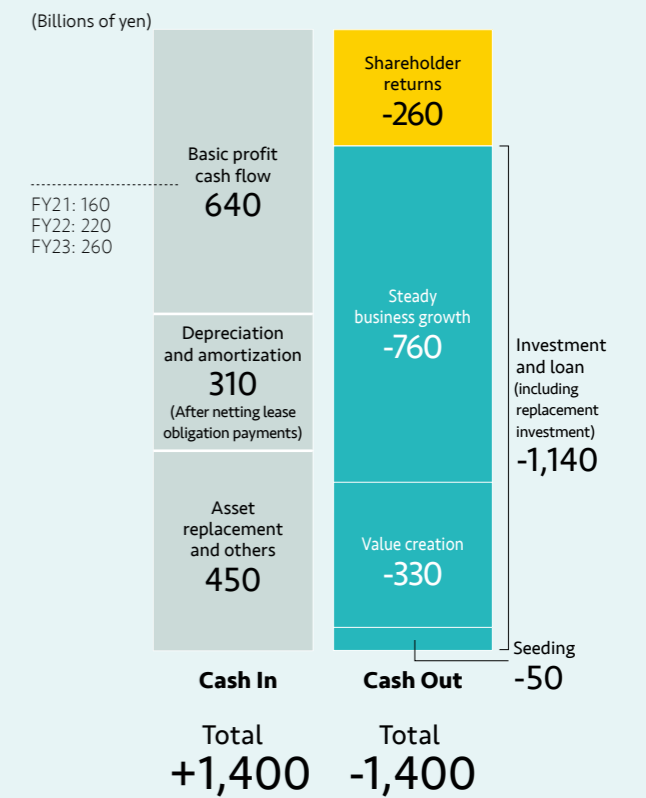 (Billions of yen)
Basic profit
cash flow
640
FY21: 160
FY22: 220
FY23: 260
Depreciation
and amortization
310
(After netting lease
obligation payments)
Asset
replacement
and others
450
Cash In
Total
+1,400
Shareholder
returns
-260
Steady
business growth
-760
Value creation
-330
Investment
and loan
(including
replacement
investment)
-1,140
Seeding
-50
Cash Out
Total
-1,400